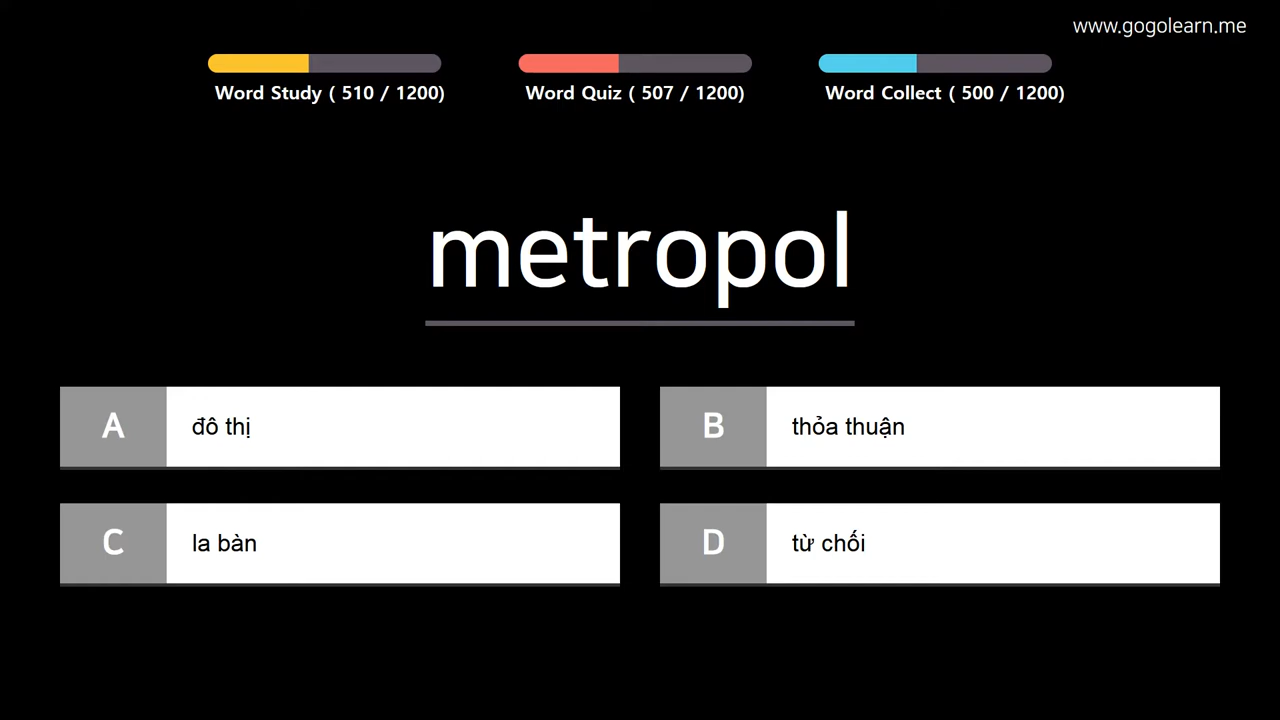 www.gogolearn.me
Word Study ( 510 / 1200)
Word Quiz ( 507 / 1200)
Word Collect ( 500 / 1200)
metropol
A đô thị
B thỏa thuận
C la bàn
D từ chối